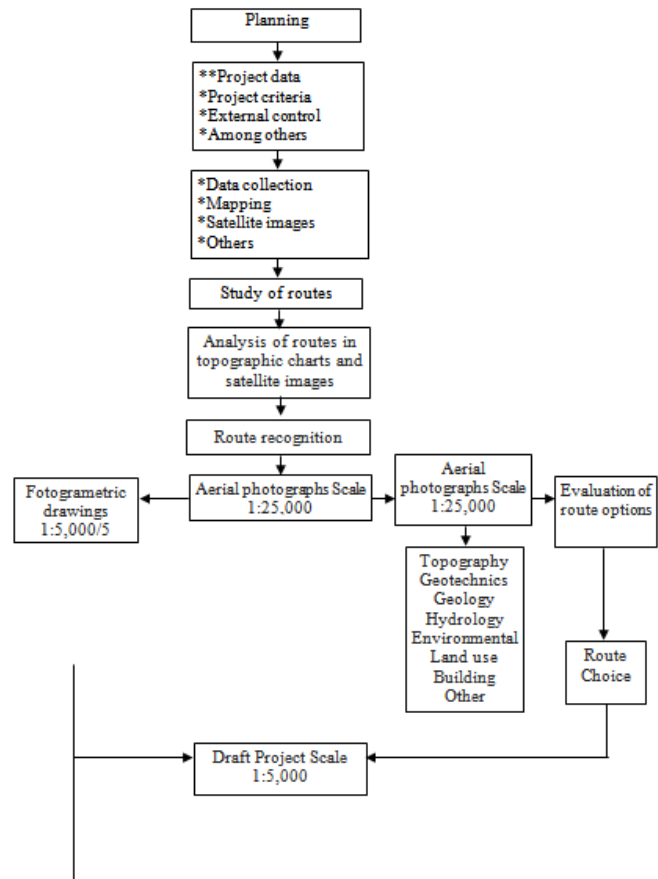 Planning
**Project data
*Project criteria
*External control
*Among others
*Data collection
*Mapping
*Satellite images
*Others
Study of routes
Analysis of routes in
topographic charts and
satellite images
Route recognition
Fotogrametric
drawings
1:5,000/5
Aerial photographs Scale
1:25,000
Aerial
photographs Scale
1:25,000
Evaluation of
route options
Topography
Geotechnics
Geology
Hydrology
Environmental
Land use
Building
Other
Route
Choice
Draft Project Scale
1:5,000